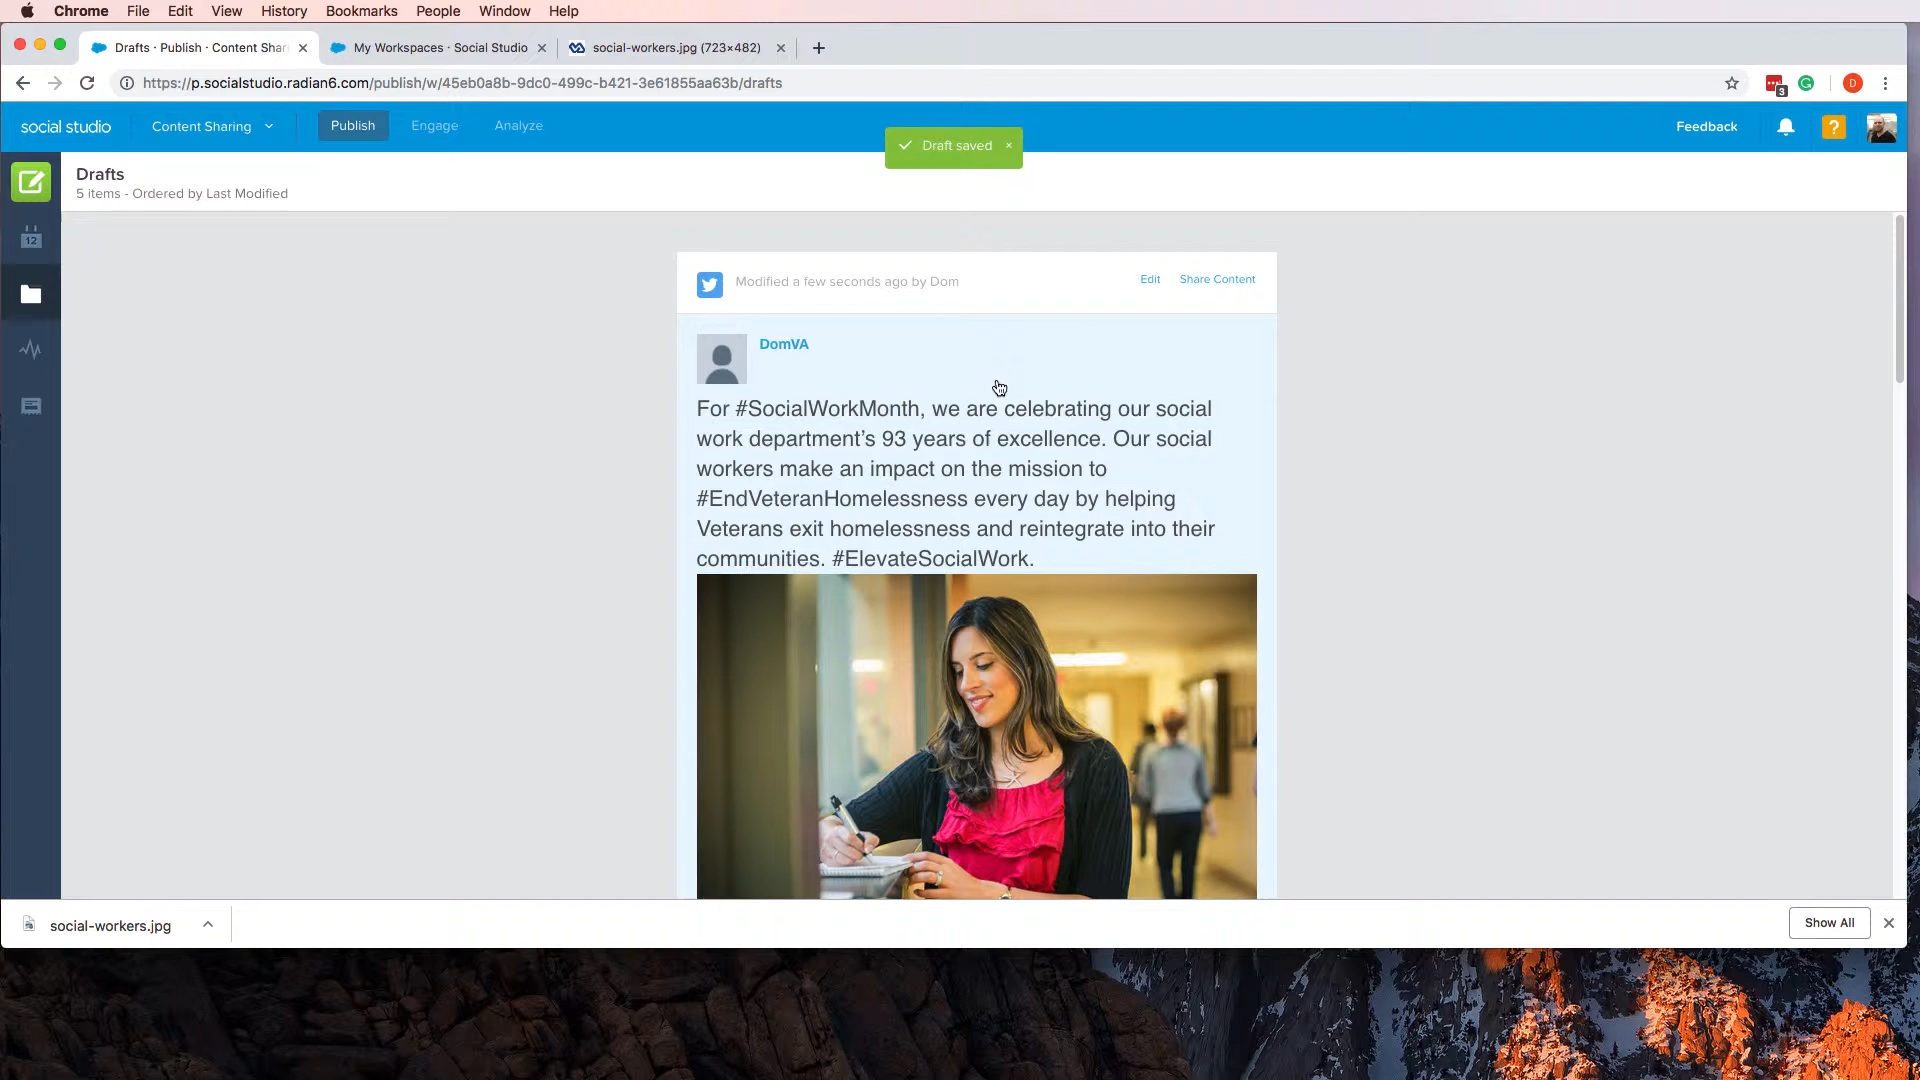 Chrome File Edit View History Bookmarks People Window Help
Drafts · Publish · Content Shar
My Workspaces · Social Studio
social-workers.jpg (723×482)
https://p.socialstudio.radian6.com/publish/w/45eb0a8b-9dc0-499c-b421-3e61855aa63b/drafts
3
D
social studio
Content Sharing
Publish
Engage
Analyze
Draft saved ×
Feedback
?
Drafts
5 items - Ordered by Last Modified
12
Modified a few seconds ago by Dom
Edit
Share Content
DomVA
For #SocialWorkMonth, we are celebrating our social
work department’s 93 years of excellence. Our social
workers make an impact on the mission to
#EndVeteranHomelessness every day by helping
Veterans exit homelessness and reintegrate into their
communities. #ElevateSocialWork.
social-workers.jpg
Show All